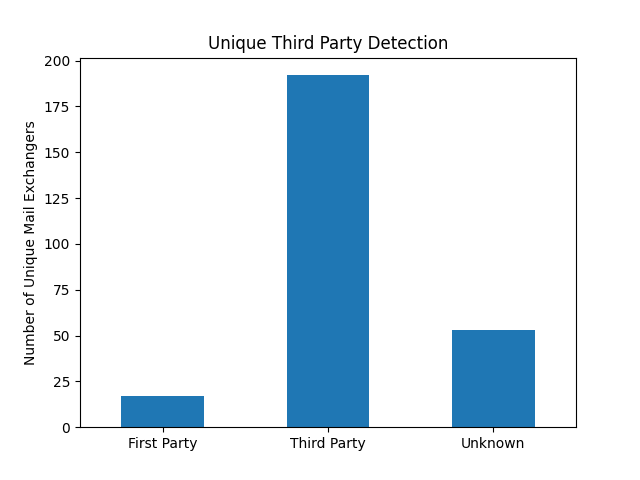 Unique Third Party Detection
Number of Unique Mail Exchangers
200
175
150
125
100
75
50
25
0
First Party
Third Party
Unknown